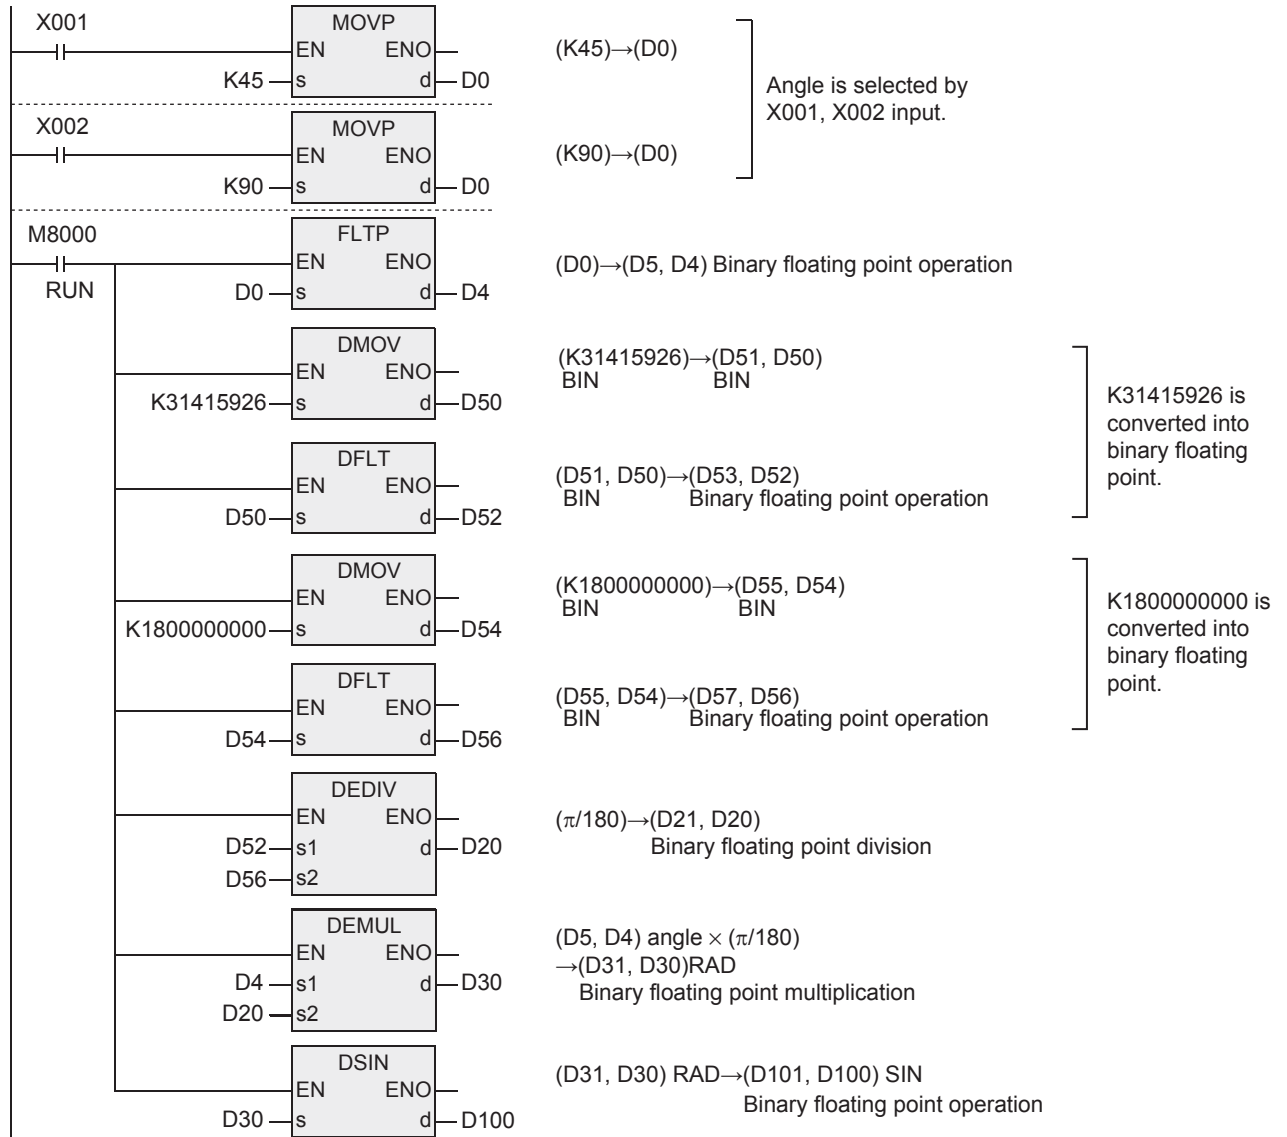 X001
MOVP
EN ENO
K45 s d D0
(K45)→(D0)
Angle is selected by
X001, X002 input.
X002
MOVP
EN ENO
K90 s d D0
(K90)→(D0)
M8000
RUN
FLTP
EN ENO
D0 s d D4
(D0)→(D5, D4) Binary floating point operation
DMOV
EN ENO
K31415926 s d D50
(K31415926)→(D51, D50)
BIN BIN
K31415926 is
converted into
binary floating
point.
DFLT
EN ENO
D50 s d D52
(D51, D50)→(D53, D52)
BIN Binary floating point operation
DMOV
EN ENO
K1800000000 s d D54
(K1800000000)→(D55, D54)
BIN BIN
K1800000000 is
converted into
binary floating
point.
DFLT
EN ENO
D54 s d D56
(D55, D54)→(D57, D56)
BIN Binary floating point operation
DEDIV
EN ENO
D52 s1 d D20
D56 s2
(π/180)→(D21, D20)
Binary floating point division
DEMUL
EN ENO
D4 s1 d D30
D20 s2
(D5, D4) angle × (π/180)
→(D31, D30)RAD
Binary floating point multiplication
DSIN
EN ENO
D30 s d D100
(D31, D30) RAD→(D101, D100) SIN
Binary floating point operation